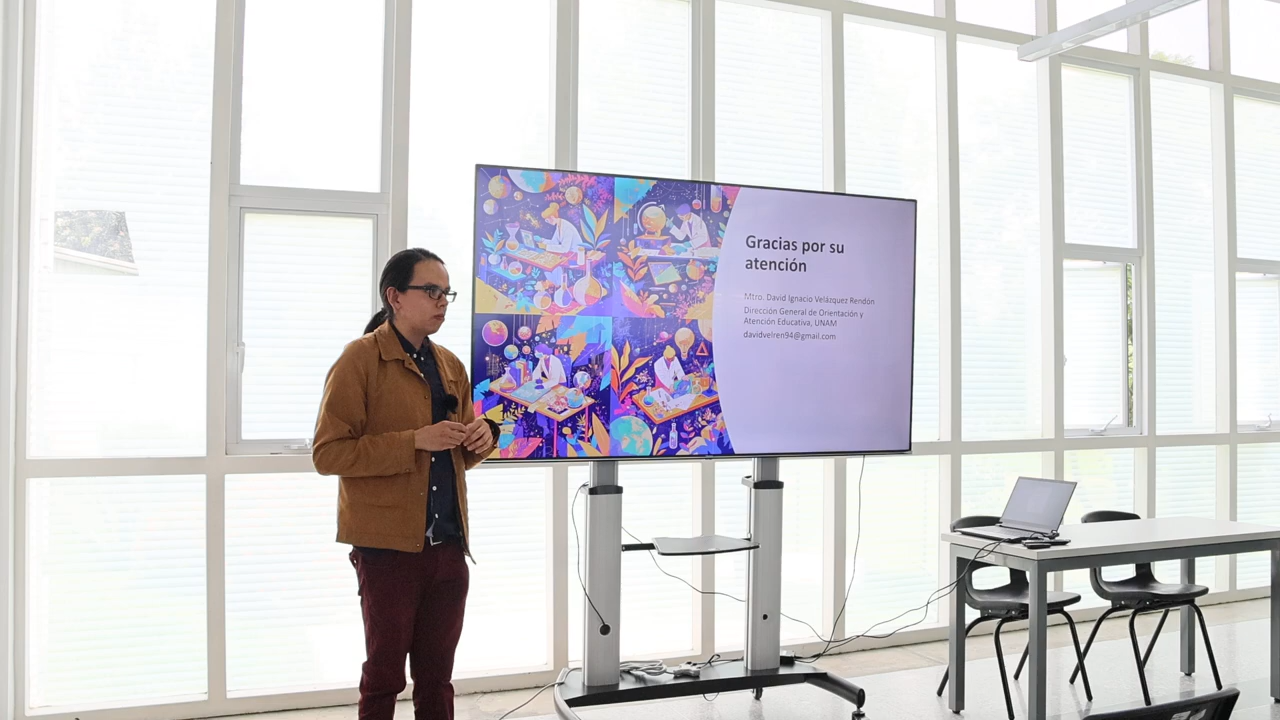 Gracias por su
atención
Mtro. David Ignacio Velázquez Rendón
Dirección General de Orientación y
Atención Educativa, UNAM
davidvelren94@gmail.com